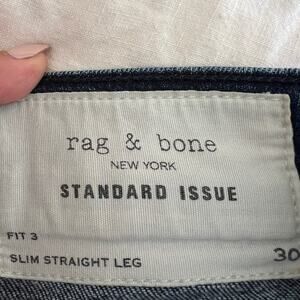 rag & bone
NEW YORK
STANDARD ISSUE
FIT 3
SLIM STRAIGHT LEG 30